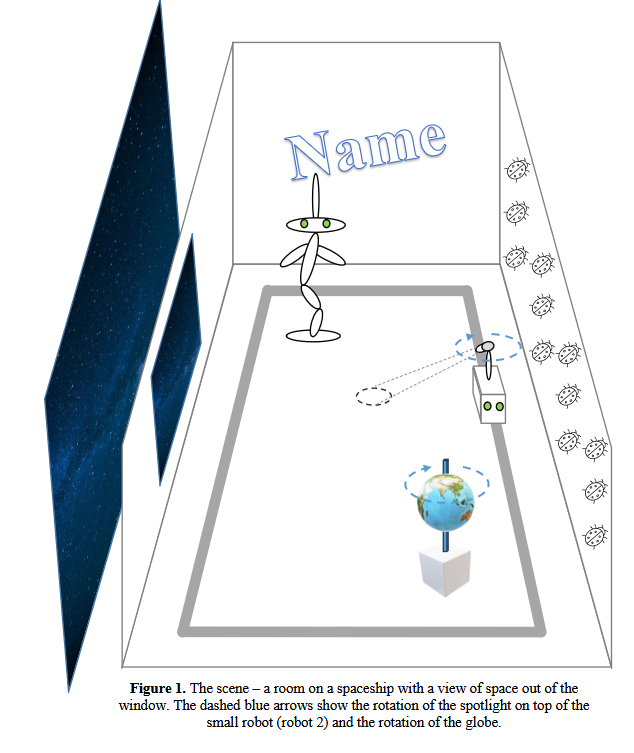 Name
Figure 1. The scene – a room on a spaceship with a view of space out of the
window. The dashed blue arrows show the rotation of the spotlight on top of the
small robot (robot 2) and the rotation of the globe.